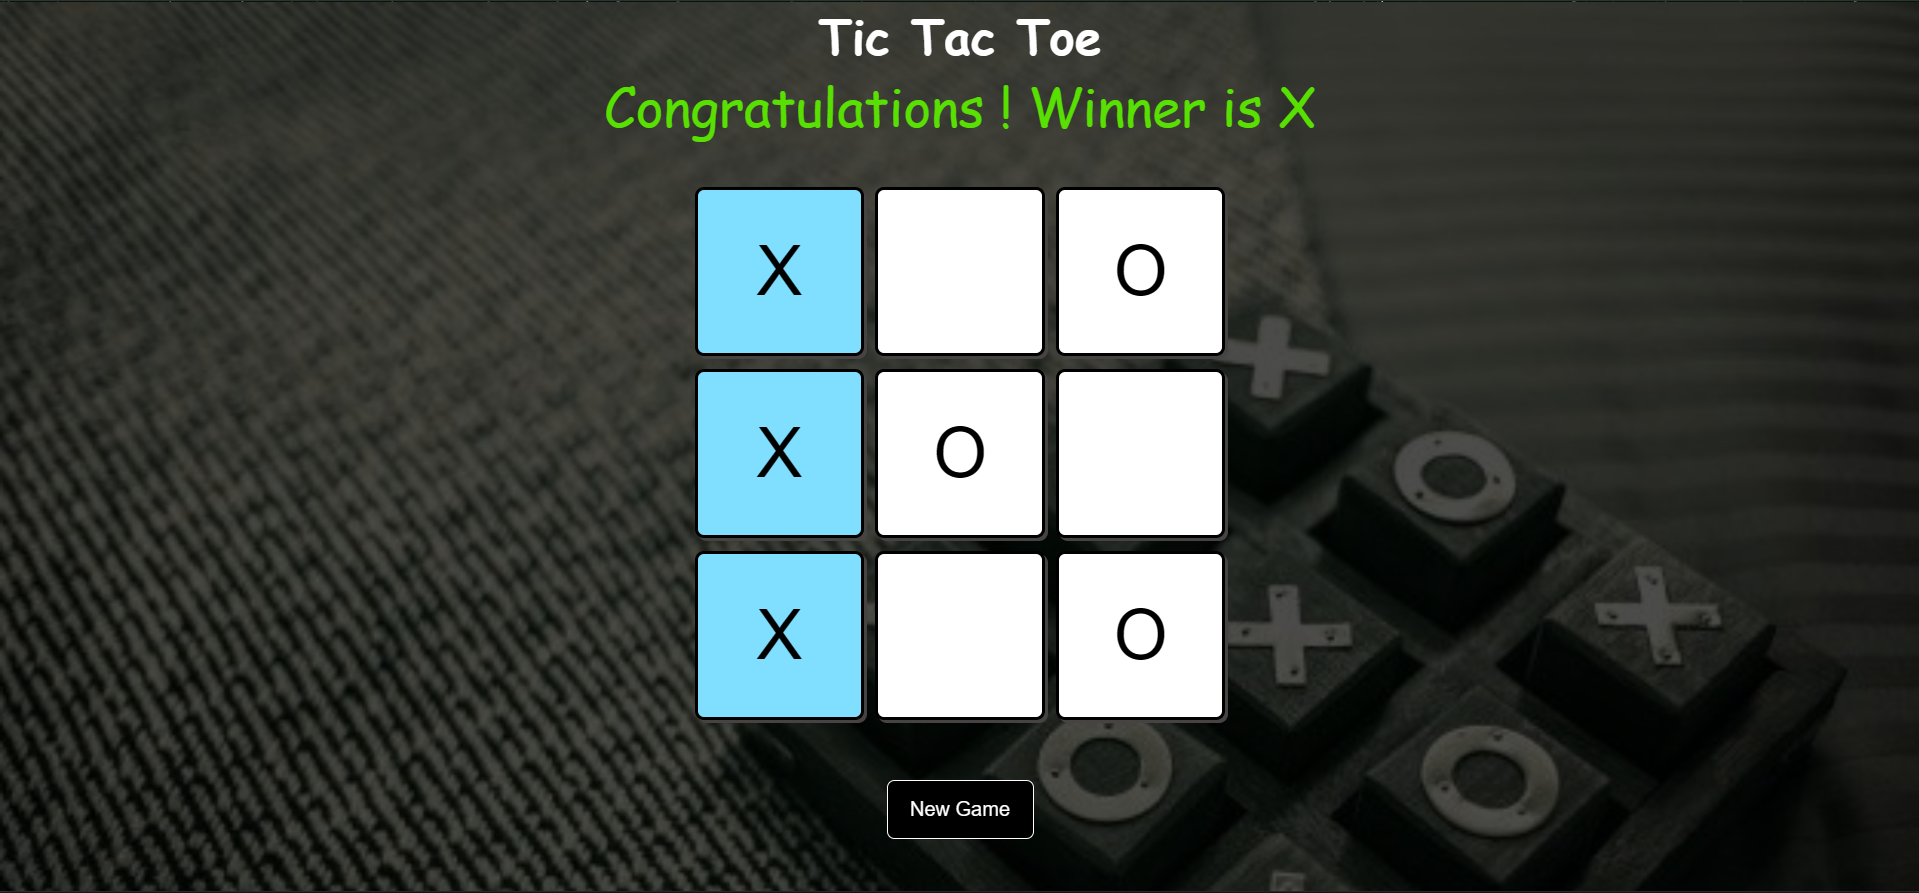 Tic Tac Toe
Congratulations ! Winner is X
X O
X O
X O
New Game